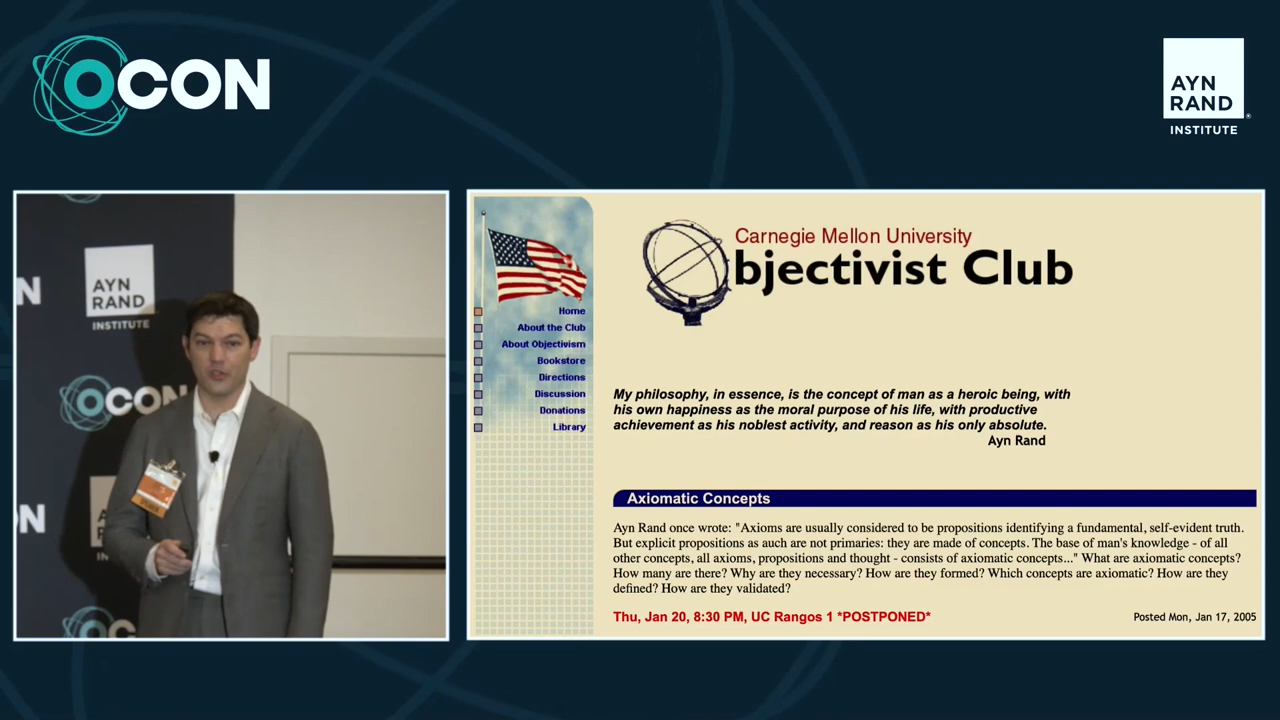 OCON
AYN
RAND
INSTITUTE
N
AYN
RAND
INSTITUTE
OCON
ON
IN
OC
Carnegie Mellon University
bjectivist Club
Home
About the Club
About Objectivism
Bookstore
Directions
Discussion
Donations
Library
My philosophy, in essence, is the concept of man as a heroic being, with
his own happiness as the moral purpose of his life, with productive
achievement as his noblest activity, and reason as his only absolute.
Ayn Rand
Axiomatic Concepts
Ayn Rand once wrote: "Axioms are usually considered to be propositions identifying a fundamental, self-evident truth.
But explicit propositions as auch are not primaries: they are made of concepts. The base of man's knowledge - of all
other concepts, all axioms, propositions and thought - consists of axiomatic concepts..." What are axiomatic concepts?
How many are there? Why are they necessary? How are they formed? Which concepts are axiomatic? How are they
defined? How are they validated?
Thu, Jan 20, 8:30 PM, UC Rangos 1 *POSTPONED*
Posted Mon, Jan 17, 2005